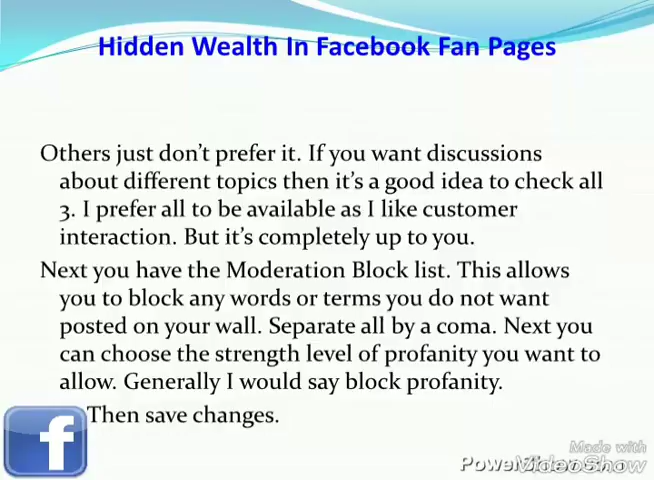 Hidden Wealth In Facebook Fan Pages
Others just don't prefer it. If you want discussions
about different topics then it's a good idea to check all
3. I prefer all to be available as I like customer
interaction. But it's completely up to you.
Next you have the Moderation Block list. This allows
you to block any words or terms you do not want
posted on your wall. Separate all by a coma. Next you
can choose the strength level of profanity you want to
allow. Generally I would say block profanity.
Then save changes.
f
Made with
VideoShow